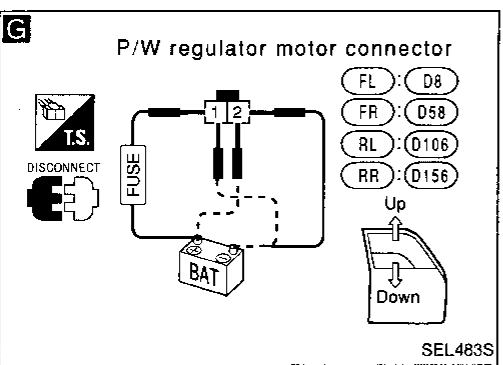 G
P/W regulator motor connector
FL : D8
FR : D58
RL : D106
RR : D156
1 2
T.S.
DISCONNECT
FUSE
BAT
Up
Down
SEL483S